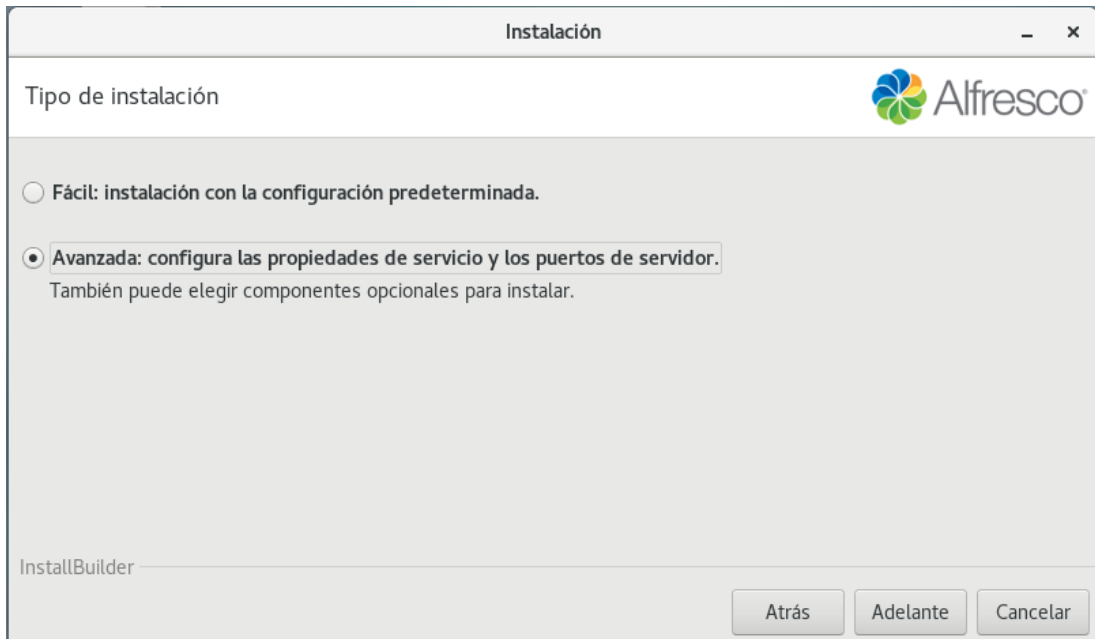 Instalación
Tipo de instalación
Alfresco
Fácil: instalación con la configuración predeterminada.
Avanzada: configura las propiedades de servicio y los puertos de servidor.
También puede elegir componentes opcionales para instalar.
InstallBuilder
Atrás
Adelante
Cancelar